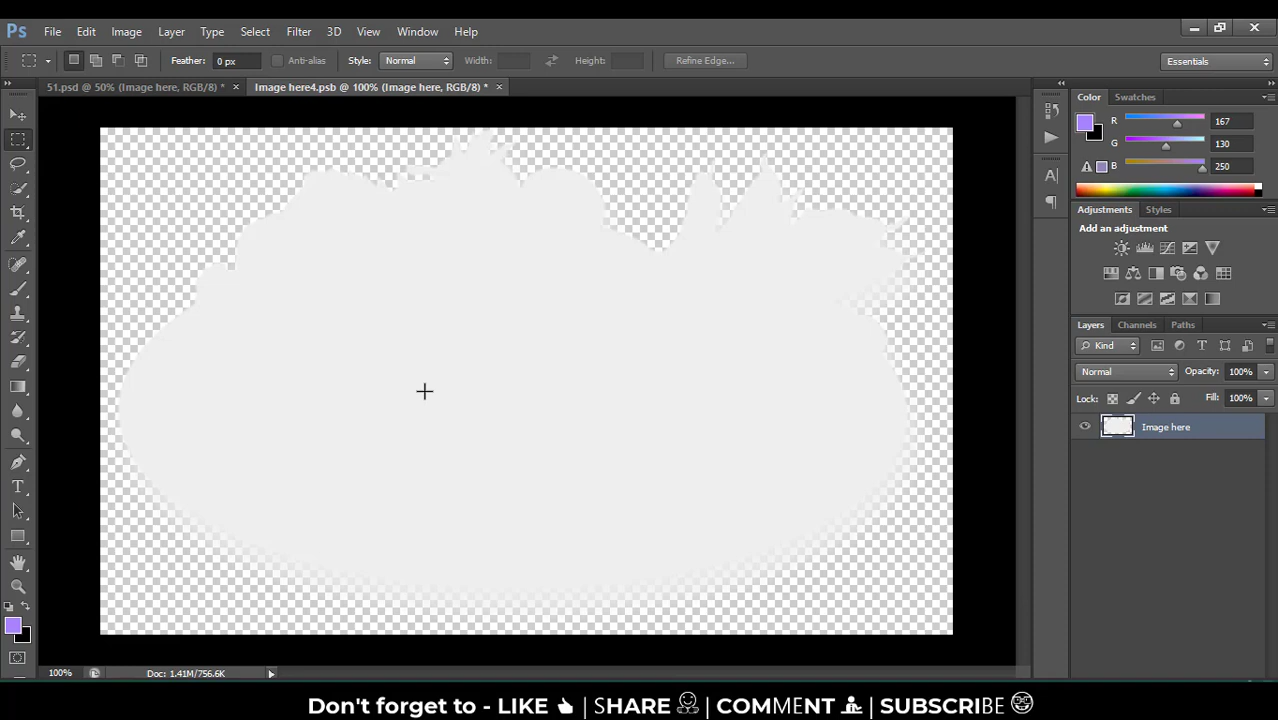 Ps File Edit Image Layer Type Select Filter 3D View Window Help
Feather: 0 px Anti-alias Style: Normal Width: Height: Refine Edge... Essentials
51.psd @ 50% (Image here, RGB/8) * × Image here4.psb @ 100% (Image here, RGB/8) * ×
Color Swatches
R 167
G 130
B 250
Adjustments Styles
Add an adjustment
Layers Channels Paths
Kind
Normal Opacity: 100%
Lock: Fill: 100%
Image here
100% Doc: 1.41M/756.6K
Don't forget to - LIKE | SHARE | COMMENT | SUBSCRIBE